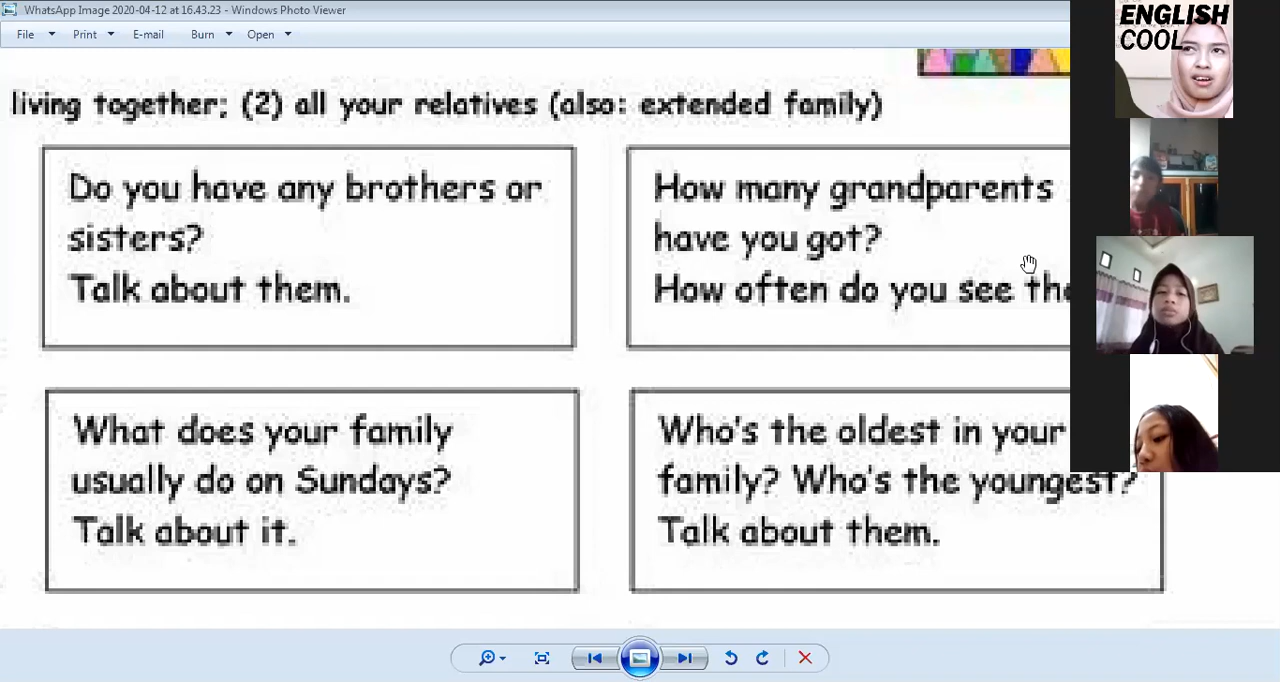 WhatsApp Image 2020-04-12 at 16.43.23 - Windows Photo Viewer
File Print E-mail Burn Open
ENGLISH
COOL
living together; (2) all your relatives (also: extended family)
Do you have any brothers or
sisters?
Talk about them.
How many grandparents
have you got?
How often do you see
What does your family
usually do on Sundays?
Talk about it.
Who's the oldest in your
family? Who's the youngest?
Talk about them.